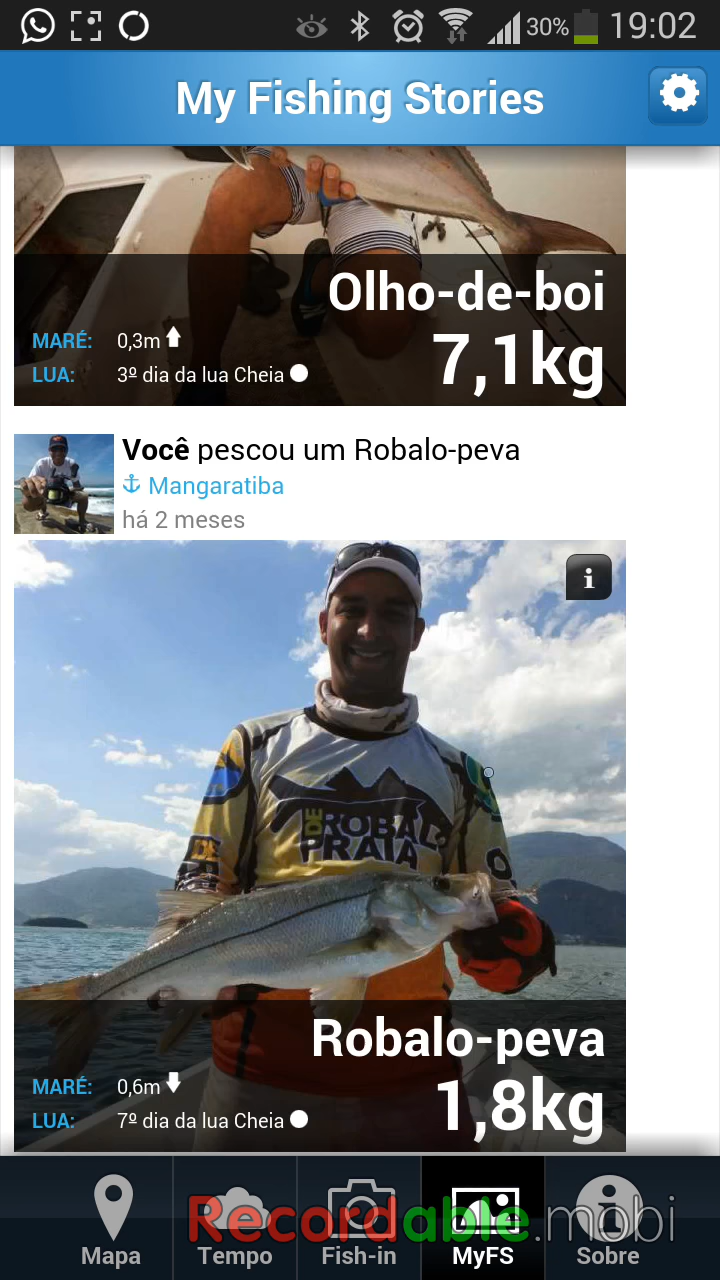 30% 19:02
My Fishing Stories
Olho-de-boi
7,1kg
MARÉ: 0,3m
LUA: 3º dia da lua Cheia
Você pescou um Robalo-peva
Mangaratiba
há 2 meses
i
DE ROBALO
PRAIA
Robalo-peva
1,8kg
MARÉ: 0,6m
LUA: 7º dia da lua Cheia
Recordable.mobi
Mapa Tempo Fish-in MyFS Sobre